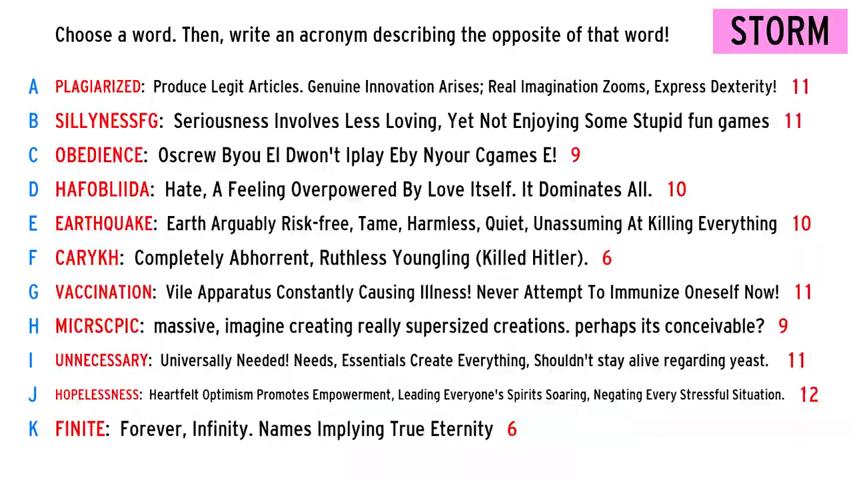 Choose a word. Then, write an acronym describing the opposite of that word!
STORM
A PLAGIARIZED: Produce Legit Articles. Genuine Innovation Arises; Real Imagination Zooms, Express Dexterity! 11
B SILLYNESSFG: Seriousness Involves Less Loving, Yet Not Enjoying Some Stupid fun games 11
C OBEDIENCE: Oscrew Byou EI Dwon't Iplay Eby Nyour Cgames E! 9
D HAFOBLIIDA: Hate, A Feeling Overpowered By Love Itself. It Dominates All. 10
E EARTHQUAKE: Earth Arguably Risk-free, Tame, Harmless, Quiet, Unassuming At Killing Everything 10
F CARYKH: Completely Abhorrent, Ruthless Youngling (Killed Hitler). 6
G VACCINATION: Vile Apparatus Constantly Causing Illness! Never Attempt To Immunize Oneself Now! 11
H MICRSCPIC: massive, imagine creating really supersized creations. perhaps its conceivable? 9
I UNNECESSARY: Universally Needed! Needs, Essentials Create Everything, Shouldn't stay alive regarding yeast. 11
J HOPELESSNESS: Heartfelt Optimism Promotes Empowerment, Leading Everyone's Spirits Soaring, Negating Every Stressful Situation. 12
K FINITE: Forever, Infinity. Names Implying True Eternity 6